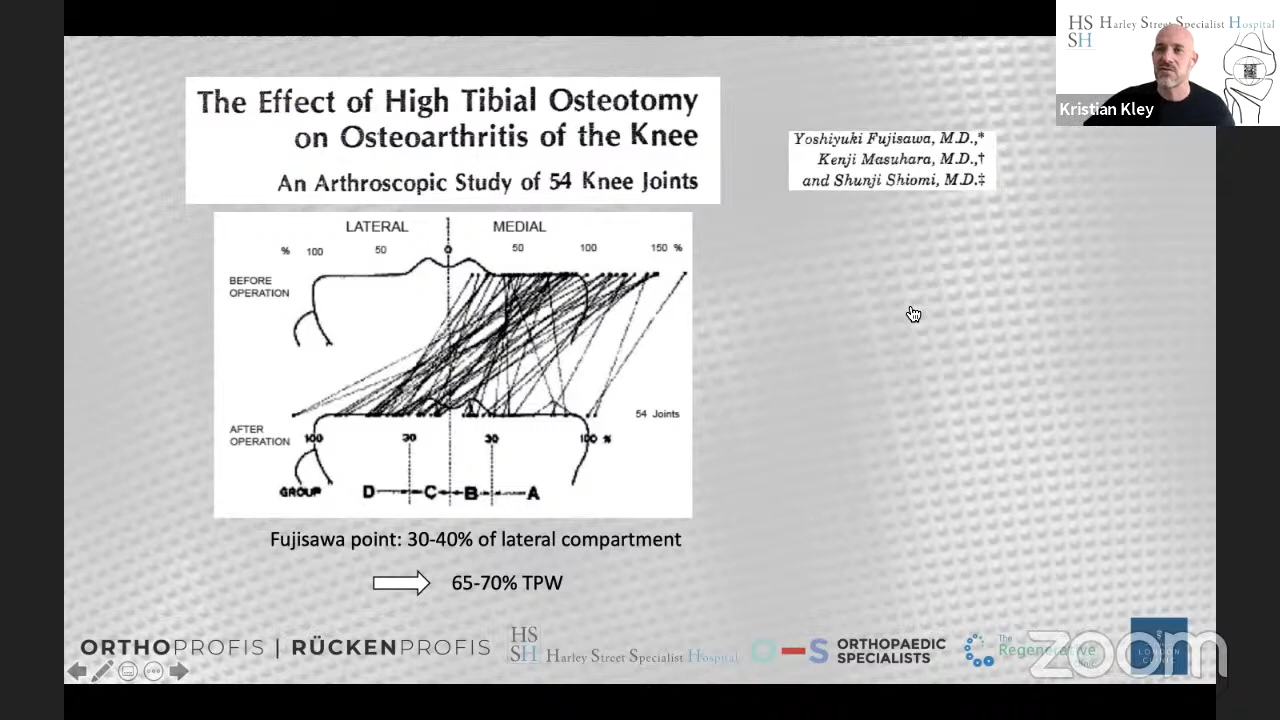 HS Harley Street Specialist Hospital
SH
Kristian Kley
The Effect of High Tibial Osteotomy
on Osteoarthritis of the Knee
An Arthroscopic Study of 54 Knee Joints
Yoshiyuki Fujisawa, M.D.,*
Kenji Masuhara, M.D.,†
and Shunji Shiomi, M.D.‡
LATERAL MEDIAL
% 100 50 0 50 100 150 %
BEFORE
OPERATION
54 Joints
AFTER
OPERATION
100 30 30 100 %
GROUP D C B A
Fujisawa point: 30-40% of lateral compartment
65-70% TPW
ORTHOPROFIS | RÜCKENPROFIS
HS
SH Harley Street Specialist Hospital
O-S ORTHOPAEDIC
SPECIALISTS
The
Regenerative
LONDON
CLINIC
zoom